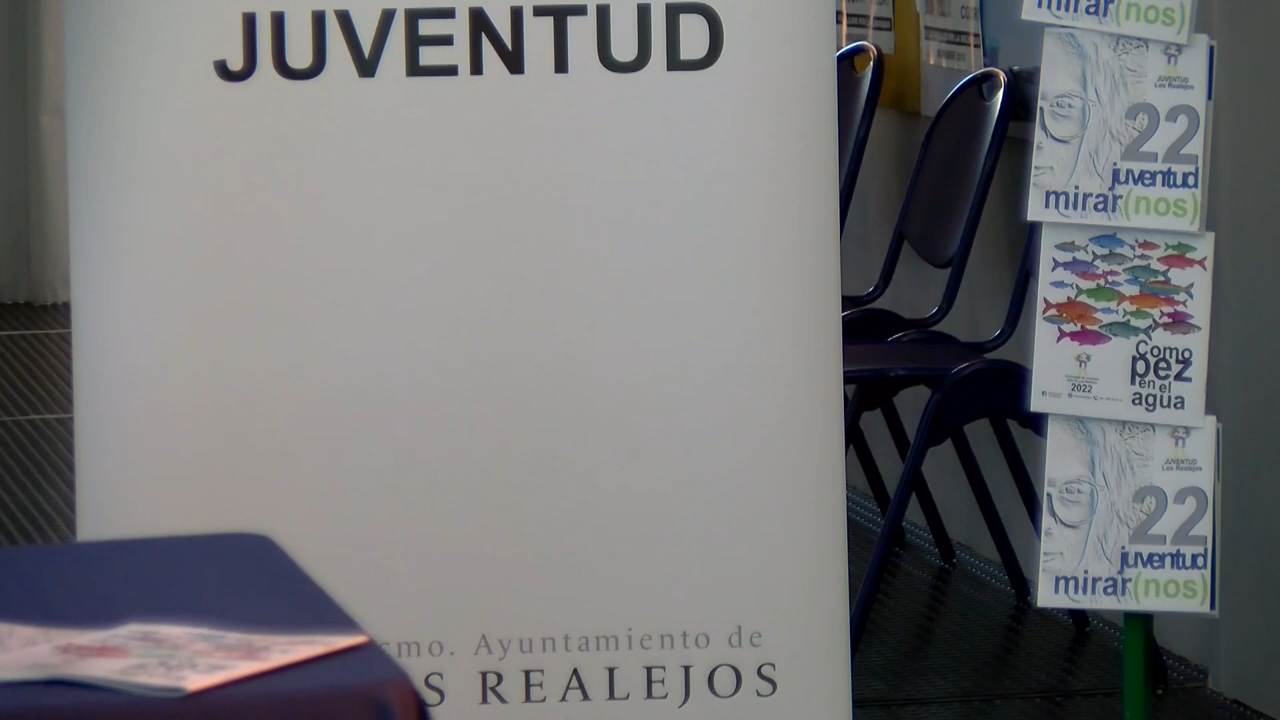 JUVENTUD
smo. Ayuntamiento de
S REALEJOS
mirar(nos)
JUVENTUD
Los Realejos
22
juventud
mirar(nos)
Como
pez
en el
agua
2022
JUVENTUD
Los Realejos
22
juventud
mirar(nos)